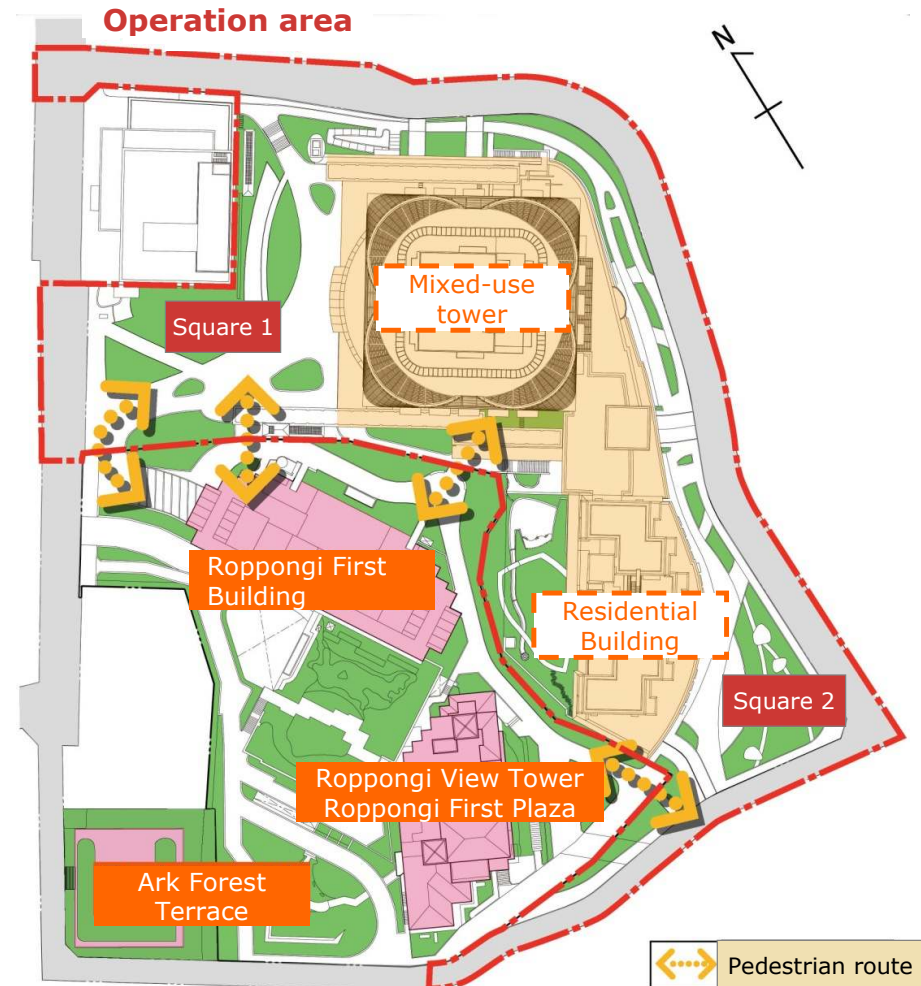 Operation area
N
Mixed-use
tower
Square 1
Roppongi First
Building
Residential
Building
Square 2
Roppongi View Tower
Roppongi First Plaza
Ark Forest
Terrace
Pedestrian route